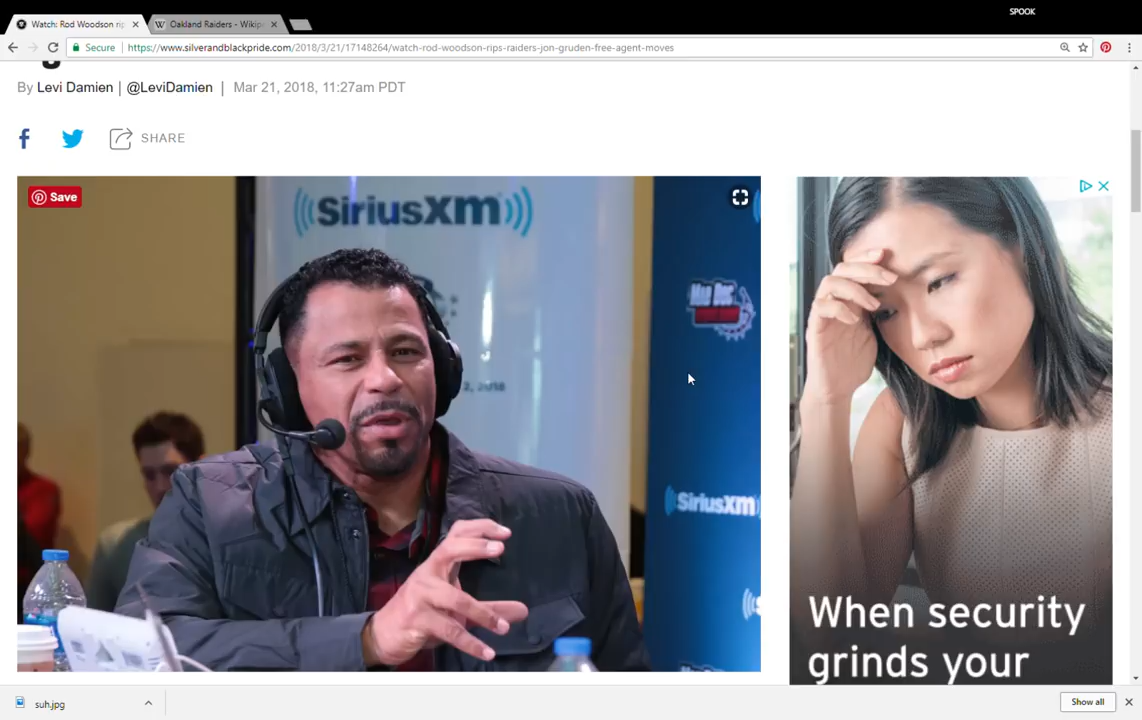 SPOOK
Watch: Rod Woodson rip
Oakland Raiders - Wikip
Secure
https://www.silverandblackpride.com/2018/3/21/17148264/watch-rod-woodson-rips-raiders-jon-gruden-free-agent-moves
By Levi Damien | @LeviDamien | Mar 21, 2018, 11:27am PDT
SHARE
Save
SiriusXM
2, 2018
SiriusXM
When security
grinds your
suh.jpg
Show all